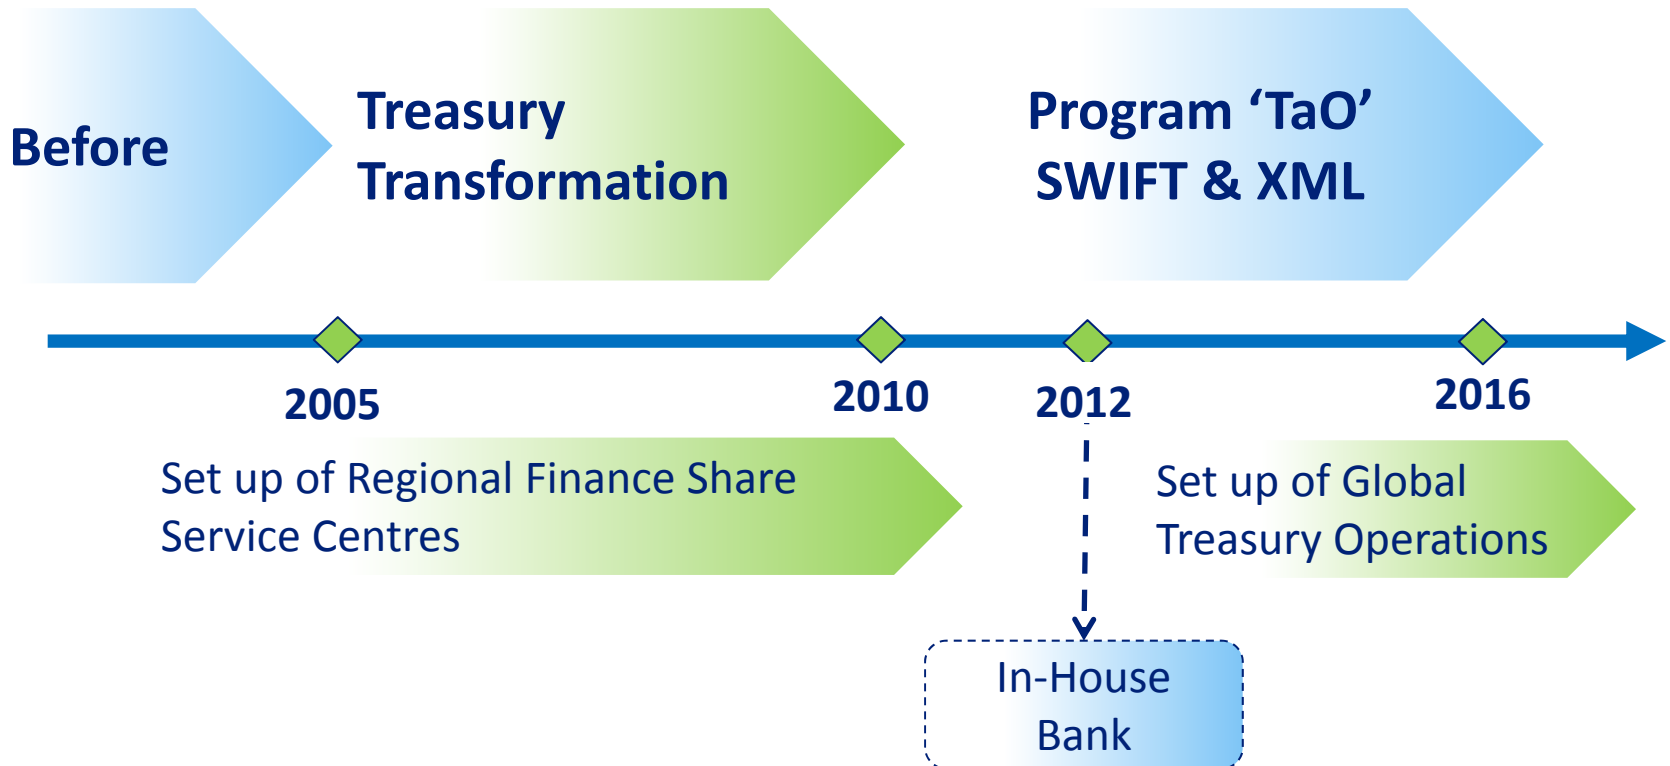 Before
Treasury
Transformation
Program ‘TaO’
SWIFT & XML
2005
2010
2012
2016
Set up of Regional Finance Share
Service Centres
Set up of Global
Treasury Operations
In-House
Bank